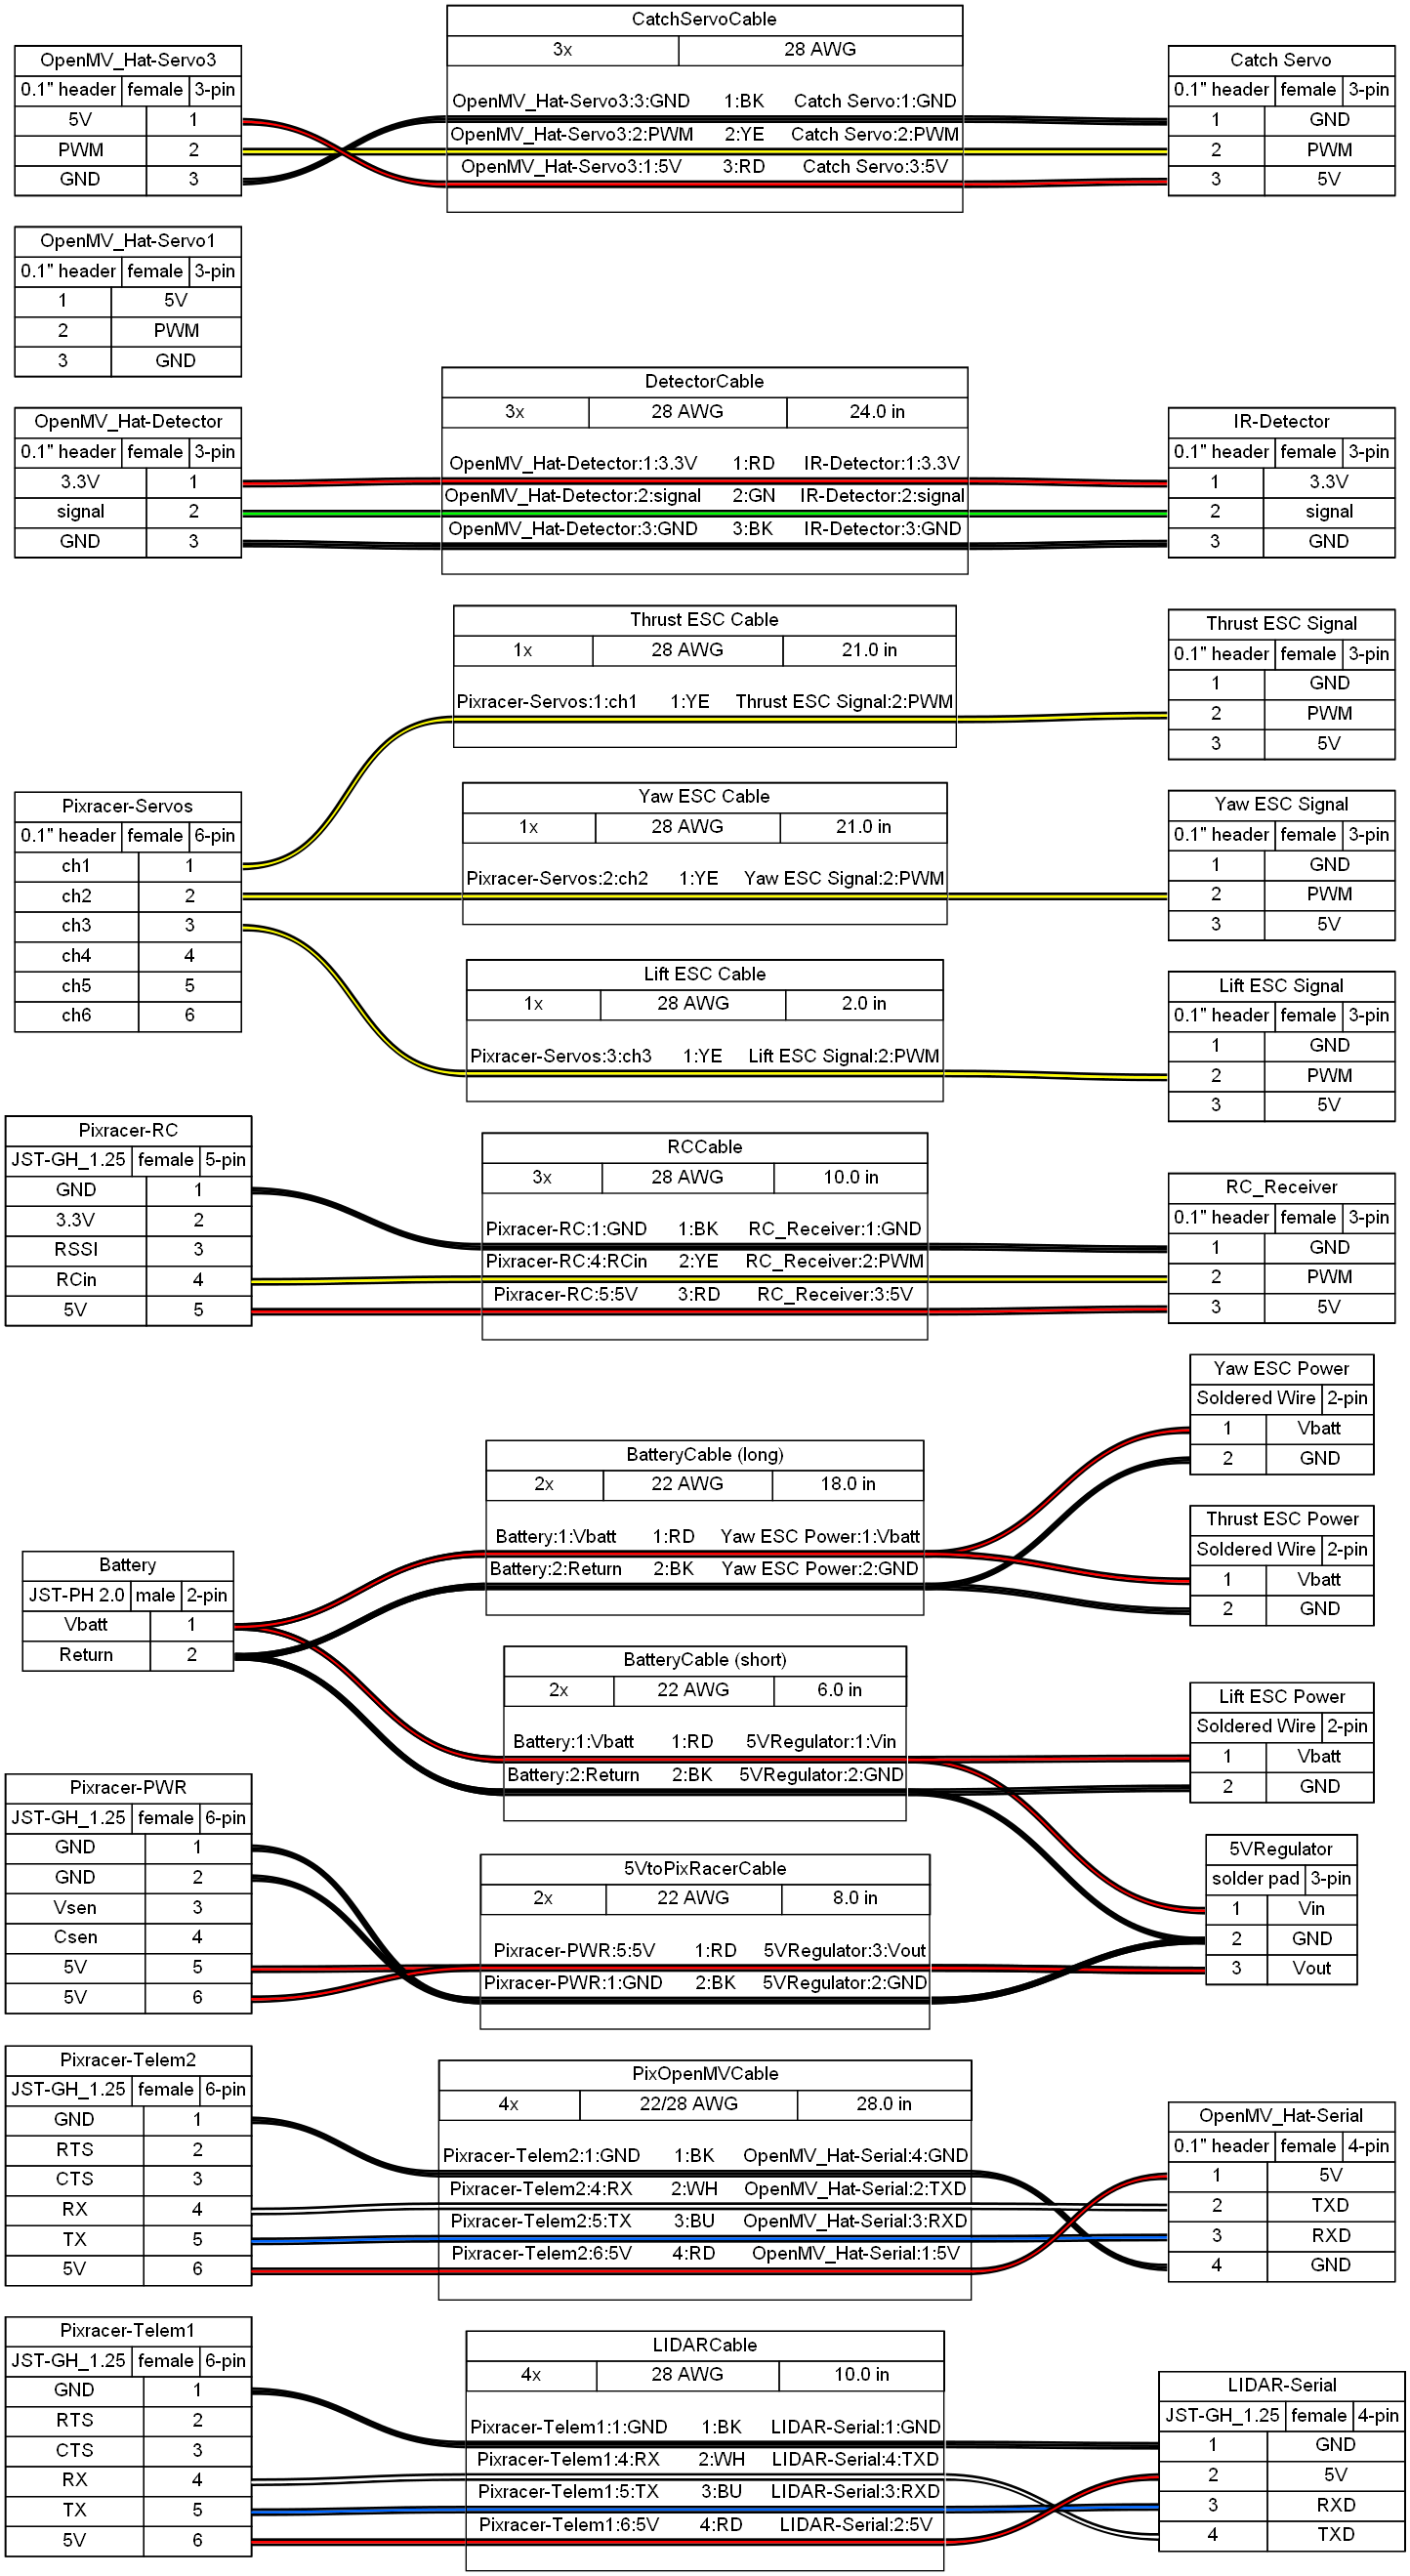 CatchServoCable
3x 28 AWG
OpenMV_Hat-Servo3:3:GND 1:BK Catch Servo:1:GND
OpenMV_Hat-Servo3:2:PWM 2:YE Catch Servo:2:PWM
OpenMV_Hat-Servo3:1:5V 3:RD Catch Servo:3:5V
OpenMV_Hat-Servo3
0.1" header female 3-pin
5V 1
PWM 2
GND 3
Catch Servo
0.1" header female 3-pin
1 GND
2 PWM
3 5V
OpenMV_Hat-Servo1
0.1" header female 3-pin
1 5V
2 PWM
3 GND
OpenMV_Hat-Detector
0.1" header female 3-pin
3.3V 1
signal 2
GND 3
DetectorCable
3x 28 AWG 24.0 in
OpenMV_Hat-Detector:1:3.3V 1:RD IR-Detector:1:3.3V
OpenMV_Hat-Detector:2:signal 2:GN IR-Detector:2:signal
OpenMV_Hat-Detector:3:GND 3:BK IR-Detector:3:GND
IR-Detector
0.1" header female 3-pin
1 3.3V
2 signal
3 GND
Thrust ESC Cable
1x 28 AWG 21.0 in
Pixracer-Servos:1:ch1 1:YE Thrust ESC Signal:2:PWM
Thrust ESC Signal
0.1" header female 3-pin
1 GND
2 PWM
3 5V
Pixracer-Servos
0.1" header female 6-pin
ch1 1
ch2 2
ch3 3
ch4 4
ch5 5
ch6 6
Yaw ESC Cable
1x 28 AWG 21.0 in
Pixracer-Servos:2:ch2 1:YE Yaw ESC Signal:2:PWM
Yaw ESC Signal
0.1" header female 3-pin
1 GND
2 PWM
3 5V
Lift ESC Cable
1x 28 AWG 2.0 in
Pixracer-Servos:3:ch3 1:YE Lift ESC Signal:2:PWM
Lift ESC Signal
0.1" header female 3-pin
1 GND
2 PWM
3 5V
Pixracer-RC
JST-GH_1.25 female 5-pin
GND 1
3.3V 2
RSSI 3
RCin 4
5V 5
RCCable
3x 28 AWG 10.0 in
Pixracer-RC:1:GND 1:BK RC_Receiver:1:GND
Pixracer-RC:4:RCin 2:YE RC_Receiver:2:PWM
Pixracer-RC:5:5V 3:RD RC_Receiver:3:5V
RC_Receiver
0.1" header female 3-pin
1 GND
2 PWM
3 5V
Yaw ESC Power
Soldered Wire 2-pin
1 Vbatt
2 GND
BatteryCable (long)
2x 22 AWG 18.0 in
Battery:1:Vbatt 1:RD Yaw ESC Power:1:Vbatt
Battery:2:Return 2:BK Yaw ESC Power:2:GND
Thrust ESC Power
Soldered Wire 2-pin
1 Vbatt
2 GND
Battery
JST-PH 2.0 male 2-pin
Vbatt 1
Return 2
BatteryCable (short)
2x 22 AWG 6.0 in
Battery:1:Vbatt 1:RD 5VRegulator:1:Vin
Battery:2:Return 2:BK 5VRegulator:2:GND
Lift ESC Power
Soldered Wire 2-pin
1 Vbatt
2 GND
Pixracer-PWR
JST-GH_1.25 female 6-pin
GND 1
GND 2
Vsen 3
Csen 4
5V 5
5V 6
5VtoPixRacerCable
2x 22 AWG 8.0 in
Pixracer-PWR:5:5V 1:RD 5VRegulator:3:Vout
Pixracer-PWR:1:GND 2:BK 5VRegulator:2:GND
5VRegulator
solder pad 3-pin
1 Vin
2 GND
3 Vout
Pixracer-Telem2
JST-GH_1.25 female 6-pin
GND 1
RTS 2
CTS 3
RX 4
TX 5
5V 6
PixOpenMVCable
4x 22/28 AWG 28.0 in
Pixracer-Telem2:1:GND 1:BK OpenMV_Hat-Serial:4:GND
Pixracer-Telem2:4:RX 2:WH OpenMV_Hat-Serial:2:TXD
Pixracer-Telem2:5:TX 3:BU OpenMV_Hat-Serial:3:RXD
Pixracer-Telem2:6:5V 4:RD OpenMV_Hat-Serial:1:5V
OpenMV_Hat-Serial
0.1" header female 4-pin
1 5V
2 TXD
3 RXD
4 GND
Pixracer-Telem1
JST-GH_1.25 female 6-pin
GND 1
RTS 2
CTS 3
RX 4
TX 5
5V 6
LIDARCable
4x 28 AWG 10.0 in
Pixracer-Telem1:1:GND 1:BK LIDAR-Serial:1:GND
Pixracer-Telem1:4:RX 2:WH LIDAR-Serial:4:TXD
Pixracer-Telem1:5:TX 3:BU LIDAR-Serial:3:RXD
Pixracer-Telem1:6:5V 4:RD LIDAR-Serial:2:5V
LIDAR-Serial
JST-GH_1.25 female 4-pin
1 GND
2 5V
3 RXD
4 TXD